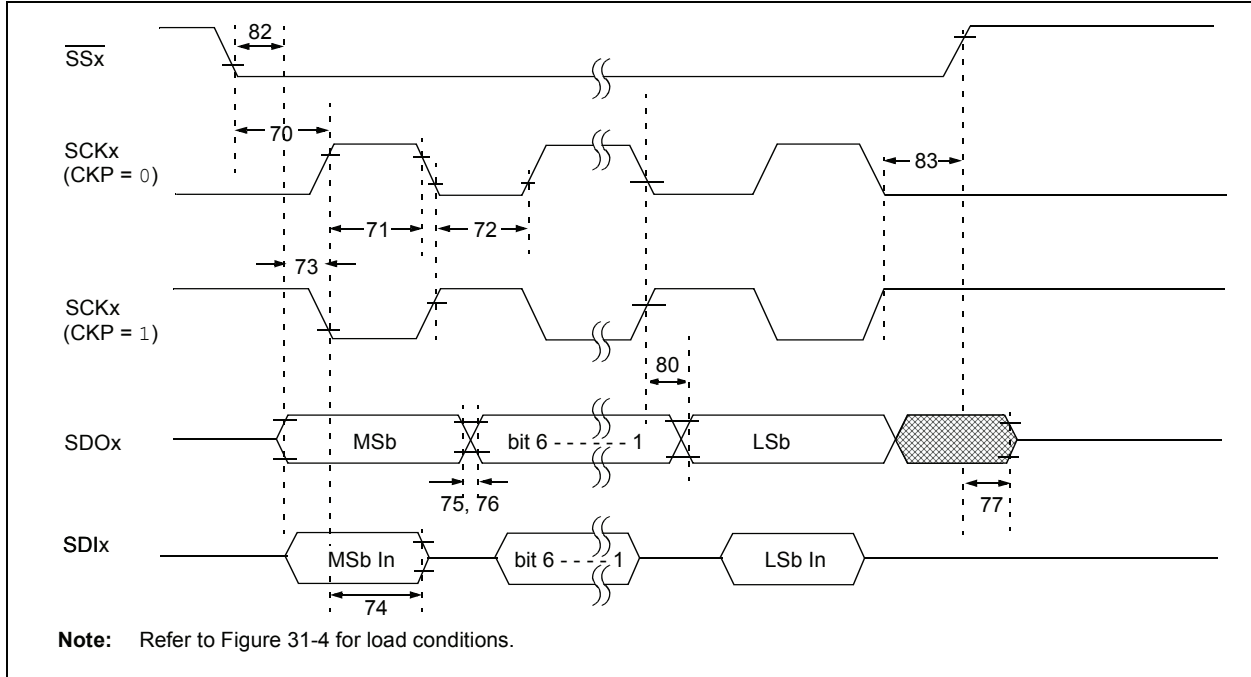 82
SSx
70
SCKx
(CKP = 0)
83
71
72
73
SCKx
(CKP = 1)
80
SDOx
MSb
bit 6 - - - - - - 1
LSb
75, 76
77
SDIx
MSb In
bit 6 - - - - 1
LSb In
74
Note: Refer to Figure 31-4 for load conditions.